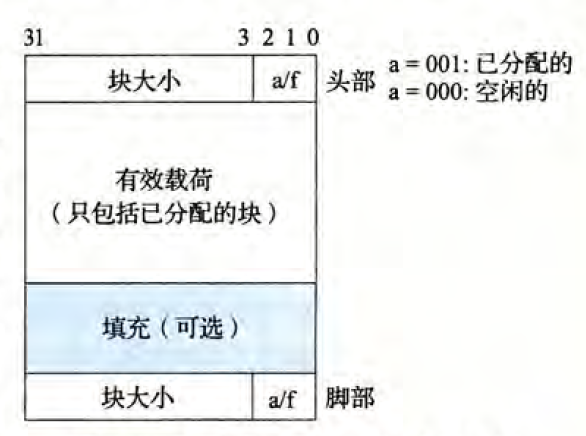 31 3 2 1 0
块大小 a/f 头部 a = 001: 已分配的
a = 000: 空闲的
有效载荷
（只包括已分配的块）
填充（可选）
块大小 a/f 脚部